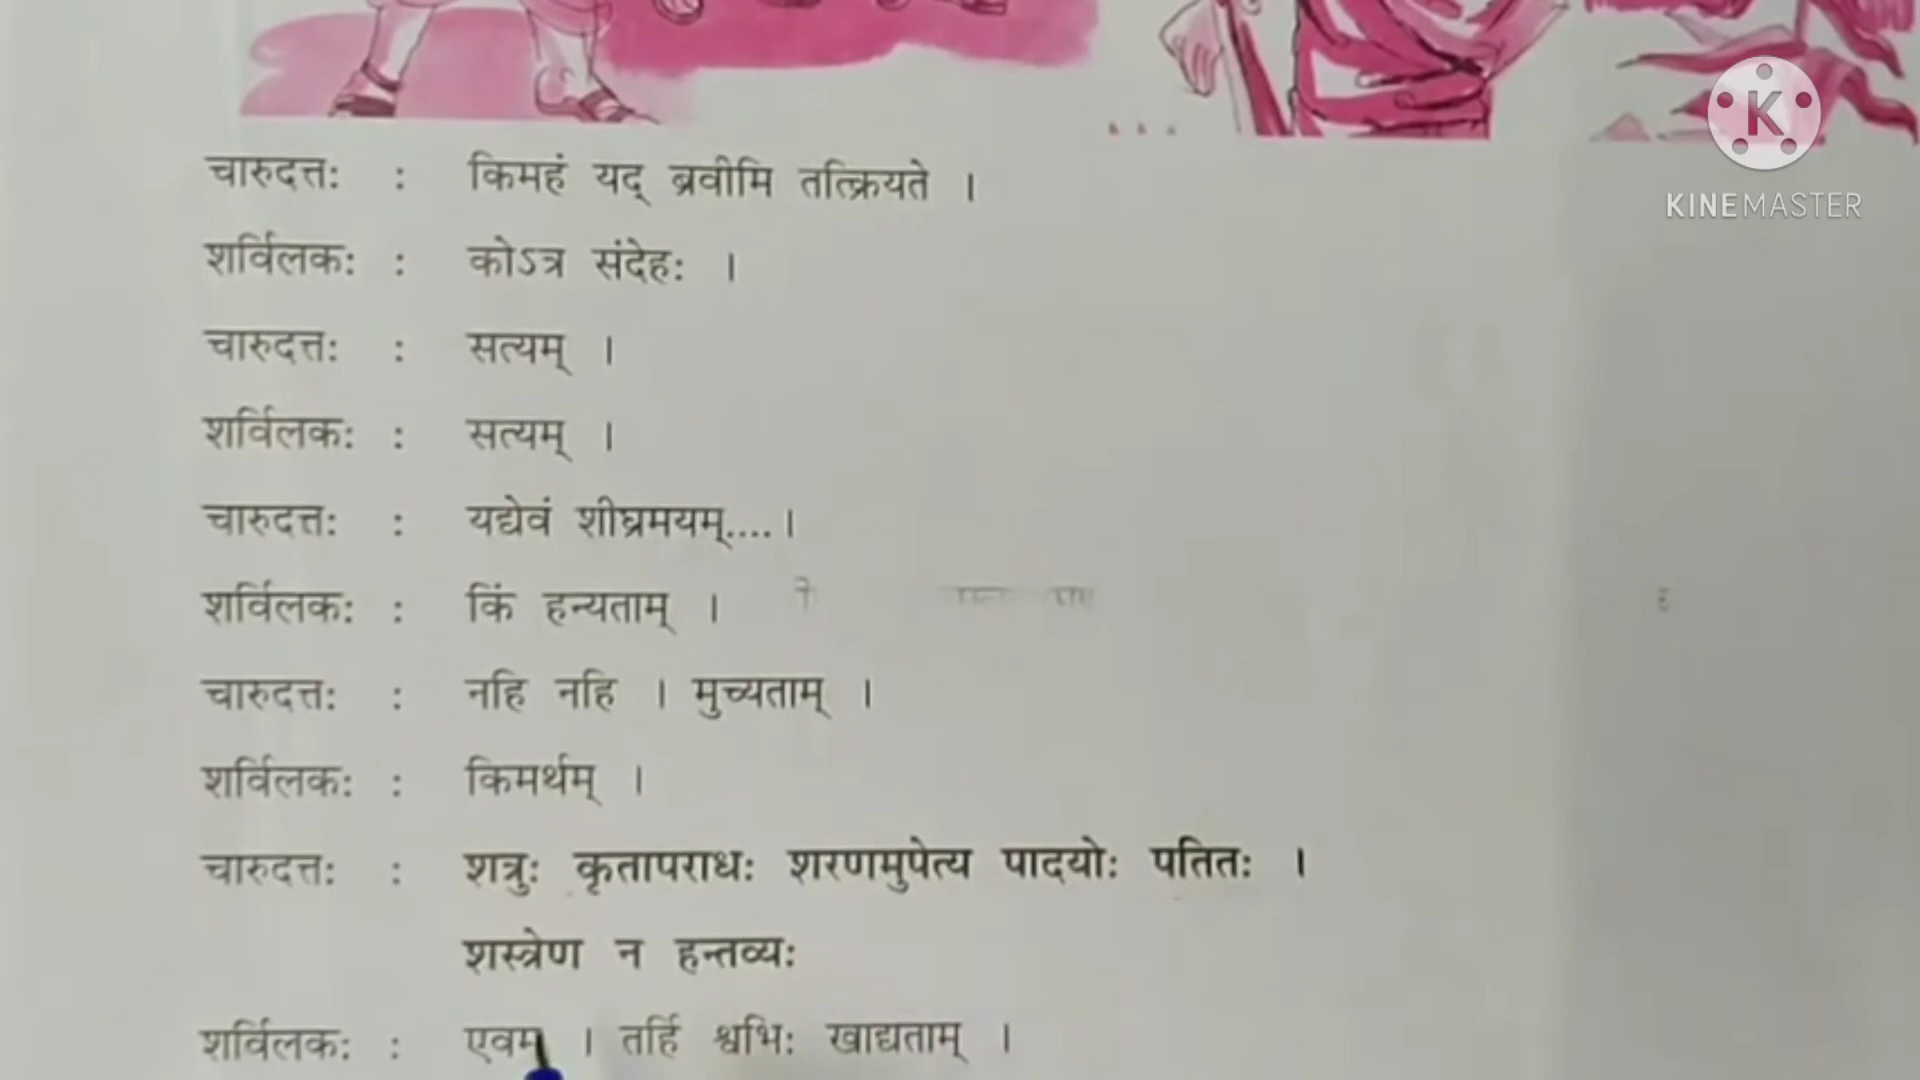 K
KINEMASTER
चारुदत्तः : किमहं यद् ब्रवीमि तत्क्रियते ।
शर्विलकः : कोऽत्र संदेहः ।
चारुदत्तः : सत्यम् ।
शर्विलकः : सत्यम् ।
चारुदत्तः : यद्येवं शीघ्रमयम्....।
शर्विलकः : किं हन्यताम् ।
चारुदत्तः : नहि नहि । मुच्यताम् ।
शर्विलकः : किमर्थम् ।
चारुदत्तः : शत्रुः कृतापराधः शरणमुपेत्य पादयोः पतितः ।
शस्त्रेण न हन्तव्यः
शर्विलकः : एवम् । तर्हि श्वभिः खाद्यताम् ।